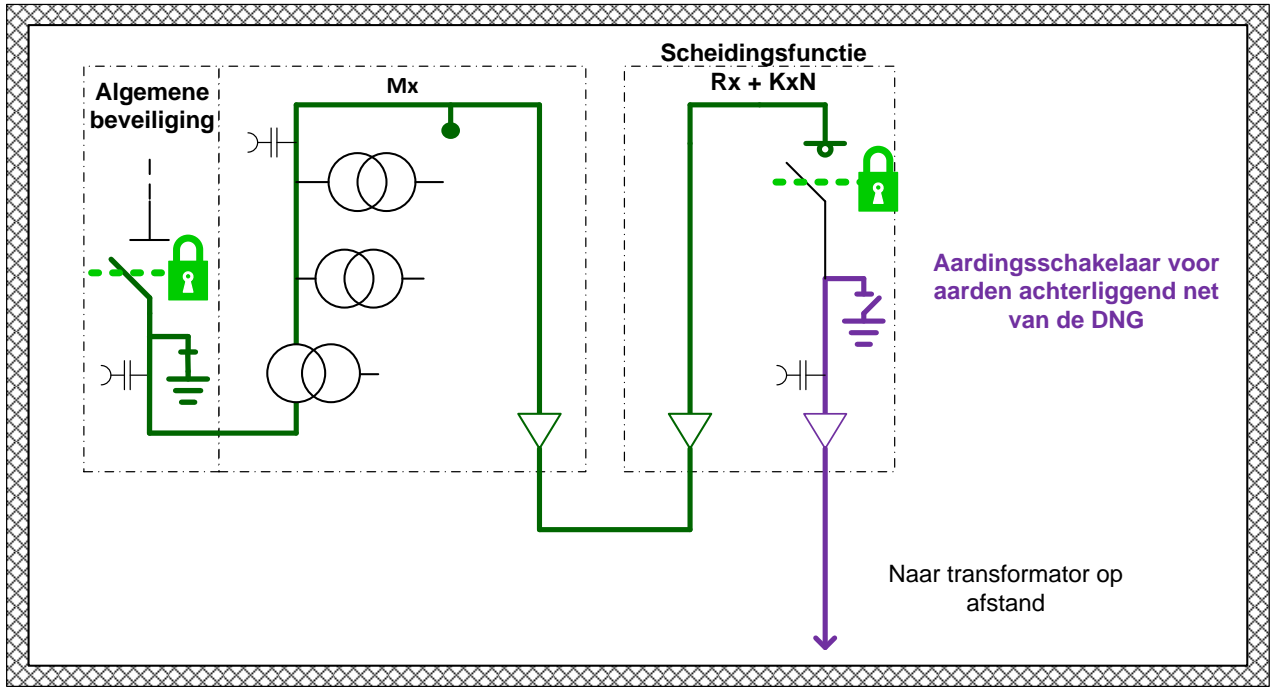 Algemene
beveiliging
Mx
Scheidingsfunctie
Rx + KxN
Aardingsschakelaar voor
aarden achterliggend net
van de DNG
Naar transformator op
afstand